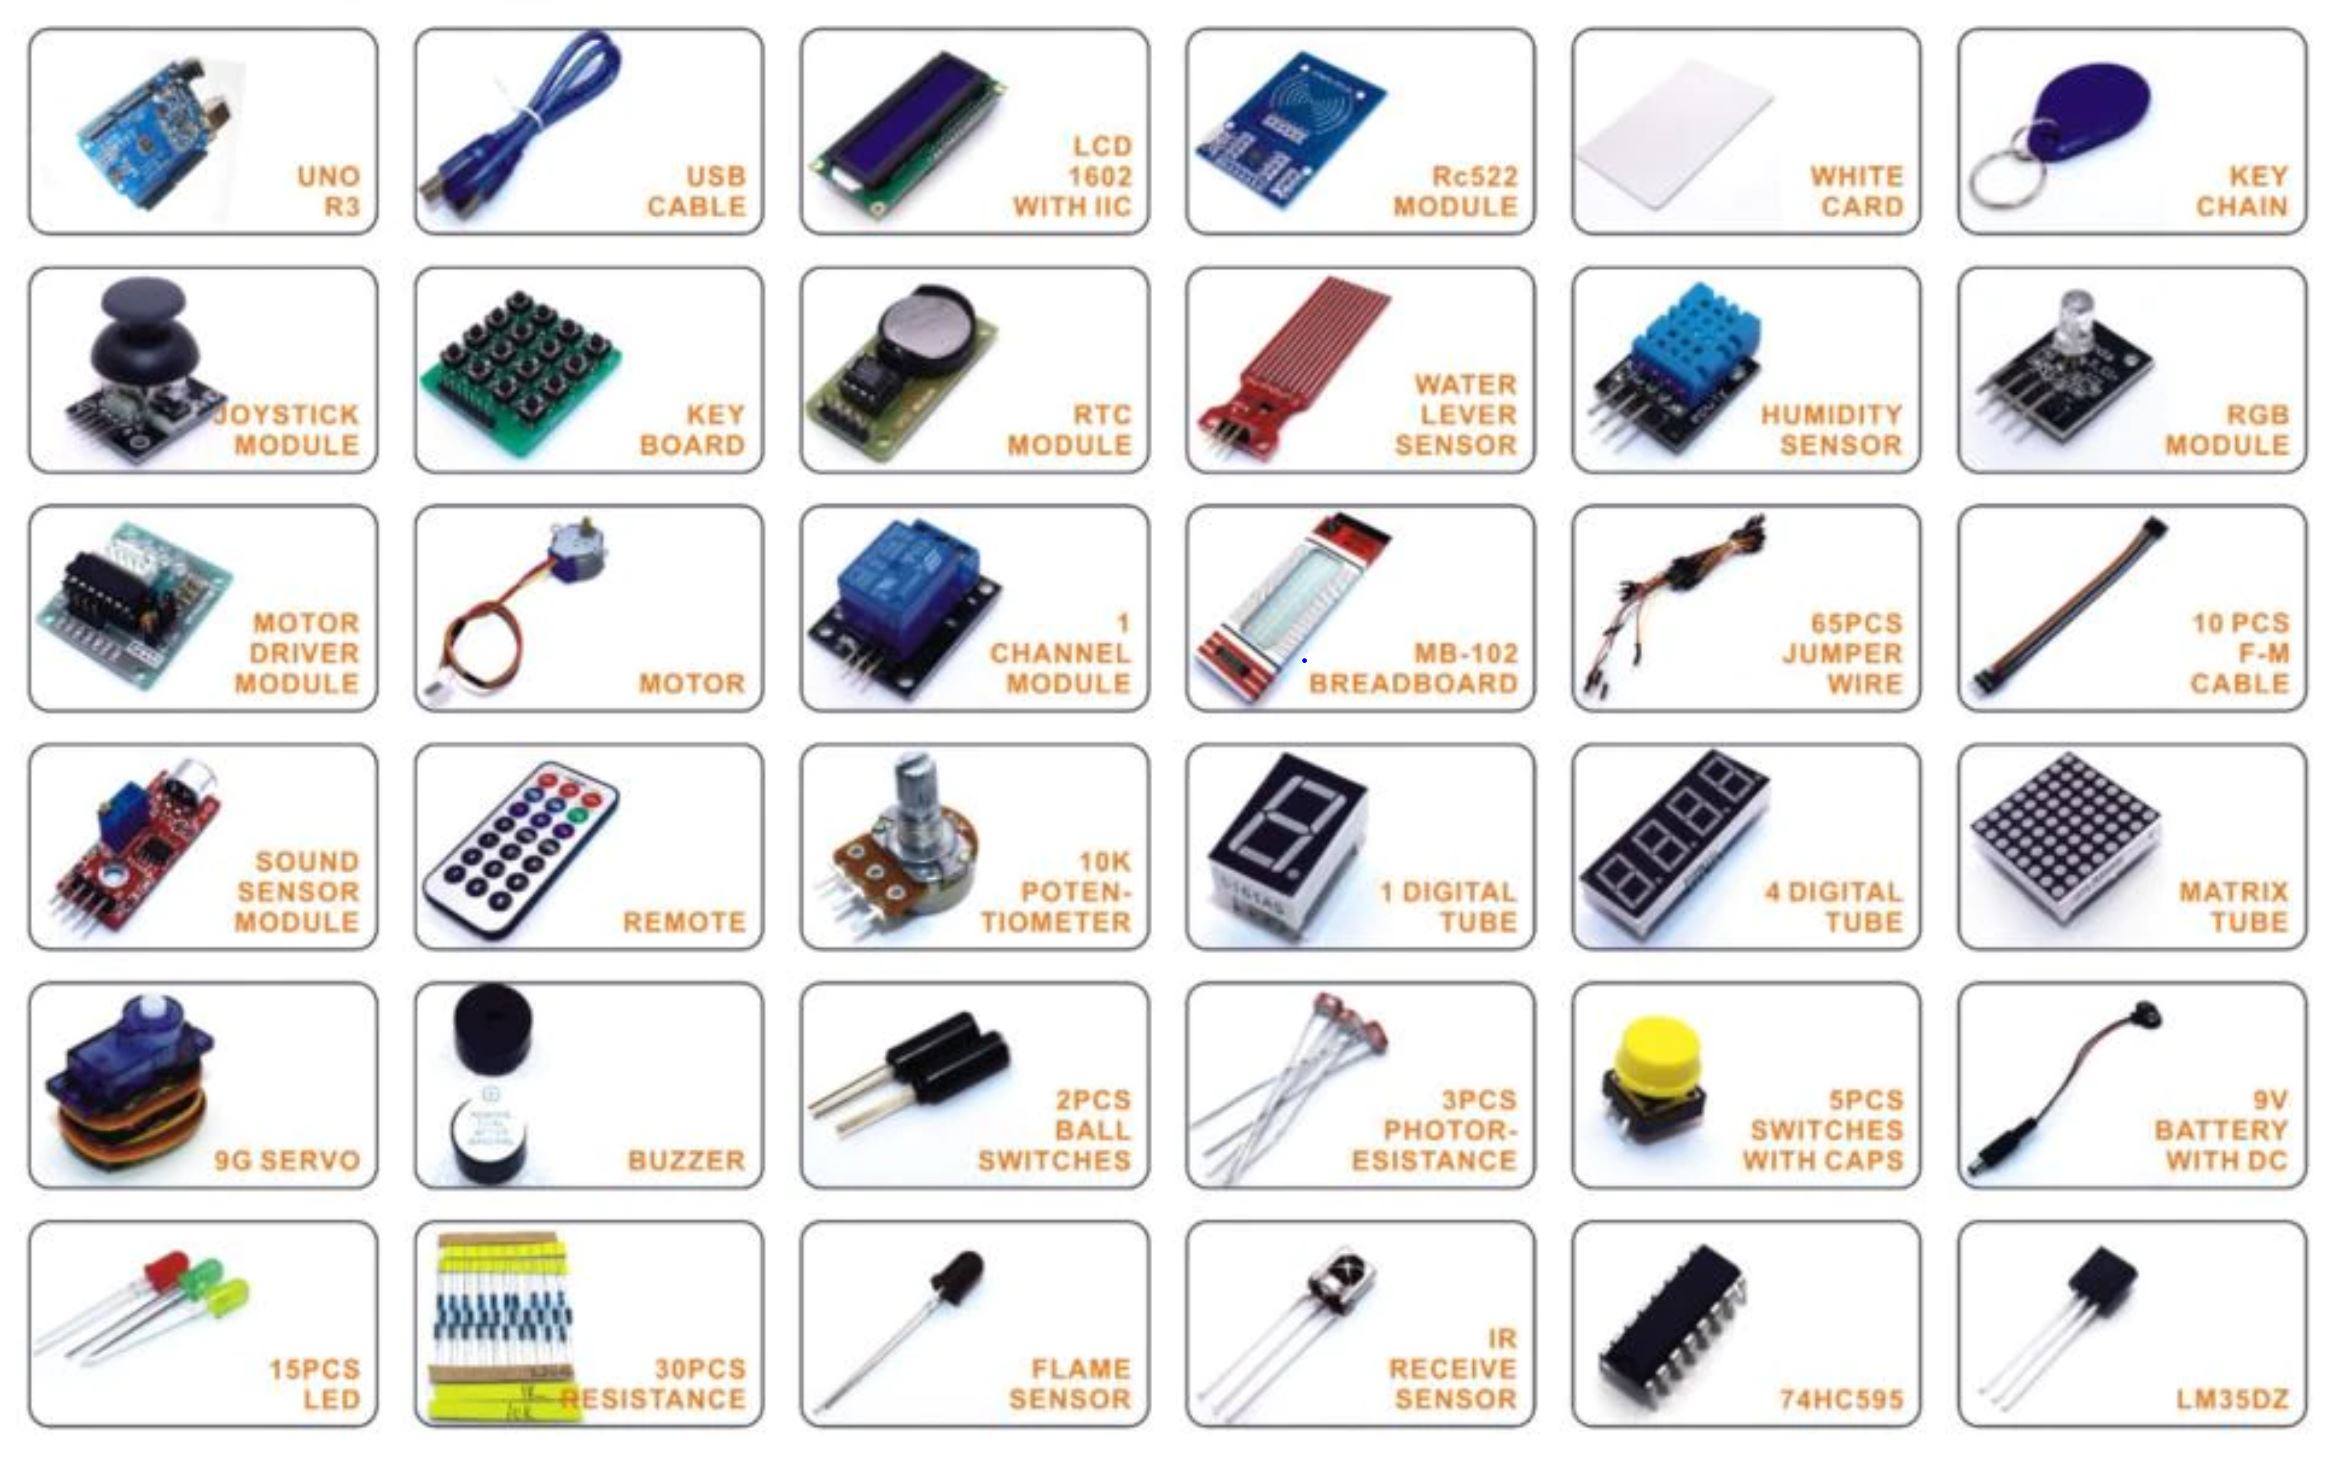 UNO
R3
USB
CABLE
LCD
1602
WITH IIC
Rc522
MODULE
WHITE
CARD
KEY
CHAIN
JOYSTICK
MODULE
KEY
BOARD
RTC
MODULE
WATER
LEVER
SENSOR
HUMIDITY
SENSOR
RGB
MODULE
MOTOR
DRIVER
MODULE
MOTOR
1
CHANNEL
MODULE
MB-102
BREADBOARD
65PCS
JUMPER
WIRE
10 PCS
F-M
CABLE
SOUND
SENSOR
MODULE
REMOTE
10K
POTEN-
TIOMETER
1 DIGITAL
TUBE
4 DIGITAL
TUBE
MATRIX
TUBE
9G SERVO
BUZZER
2PCS
BALL
SWITCHES
3PCS
PHOTOR-
ESISTANCE
5PCS
SWITCHES
WITH CAPS
9V
BATTERY
WITH DC
15PCS
LED
30PCS
RESISTANCE
FLAME
SENSOR
IR
RECEIVE
SENSOR
74HC595
LM35DZ